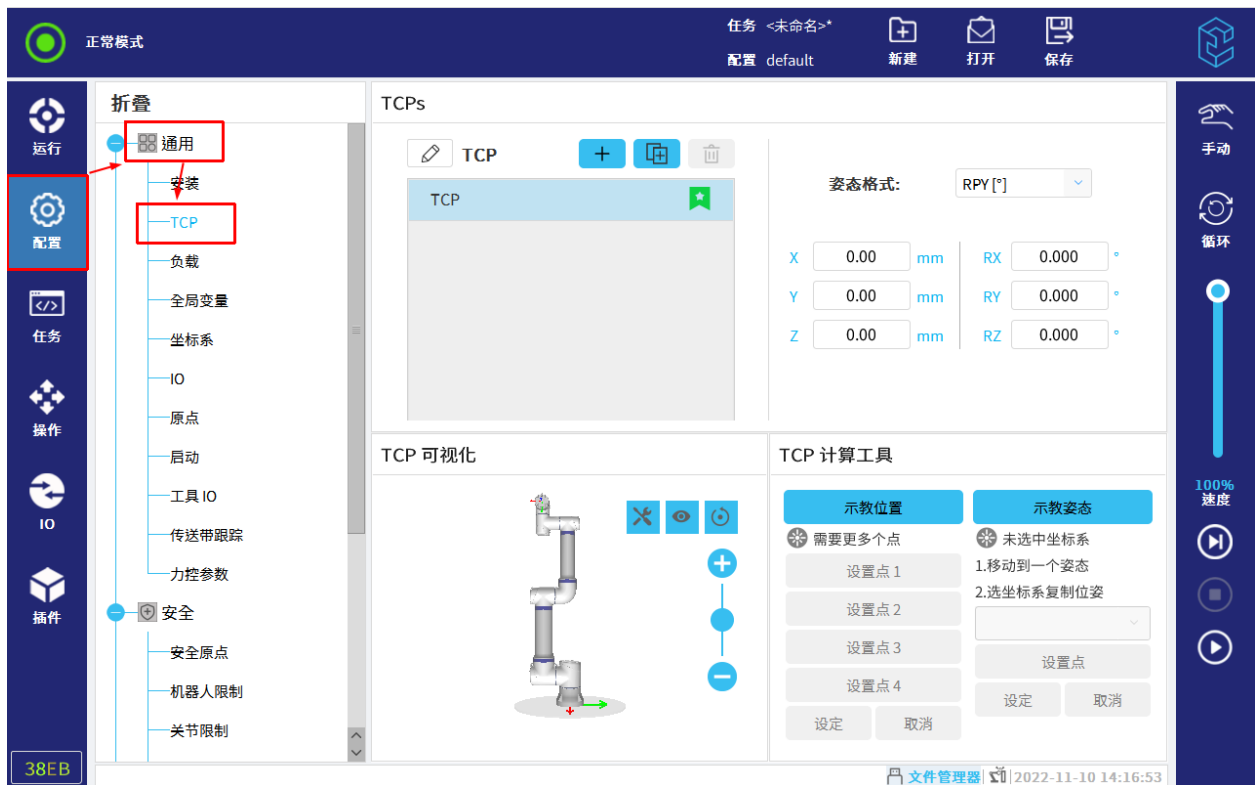 正常模式
任务 <未命名>*
配置 default
新建
打开
保存
运行
配置
任务
操作
IO
插件
38EB
折叠
通用
安装
TCP
负载
全局变量
坐标系
IO
原点
启动
工具 IO
传送带跟踪
力控参数
安全
安全原点
机器人限制
关节限制
TCPs
TCP
TCP
姿态格式: RPY [°]
X 0.00 mm RX 0.000 °
Y 0.00 mm RY 0.000 °
Z 0.00 mm RZ 0.000 °
TCP 可视化
TCP 计算工具
示教位置
需要更多个点
设置点 1
设置点 2
设置点 3
设置点 4
设定 取消
示教姿态
未选中坐标系
1.移动到一个姿态
2.选坐标系复制位姿
设置点
设定 取消
手动
循环
100%
速度
文件管理器 2022-11-10 14:16:53